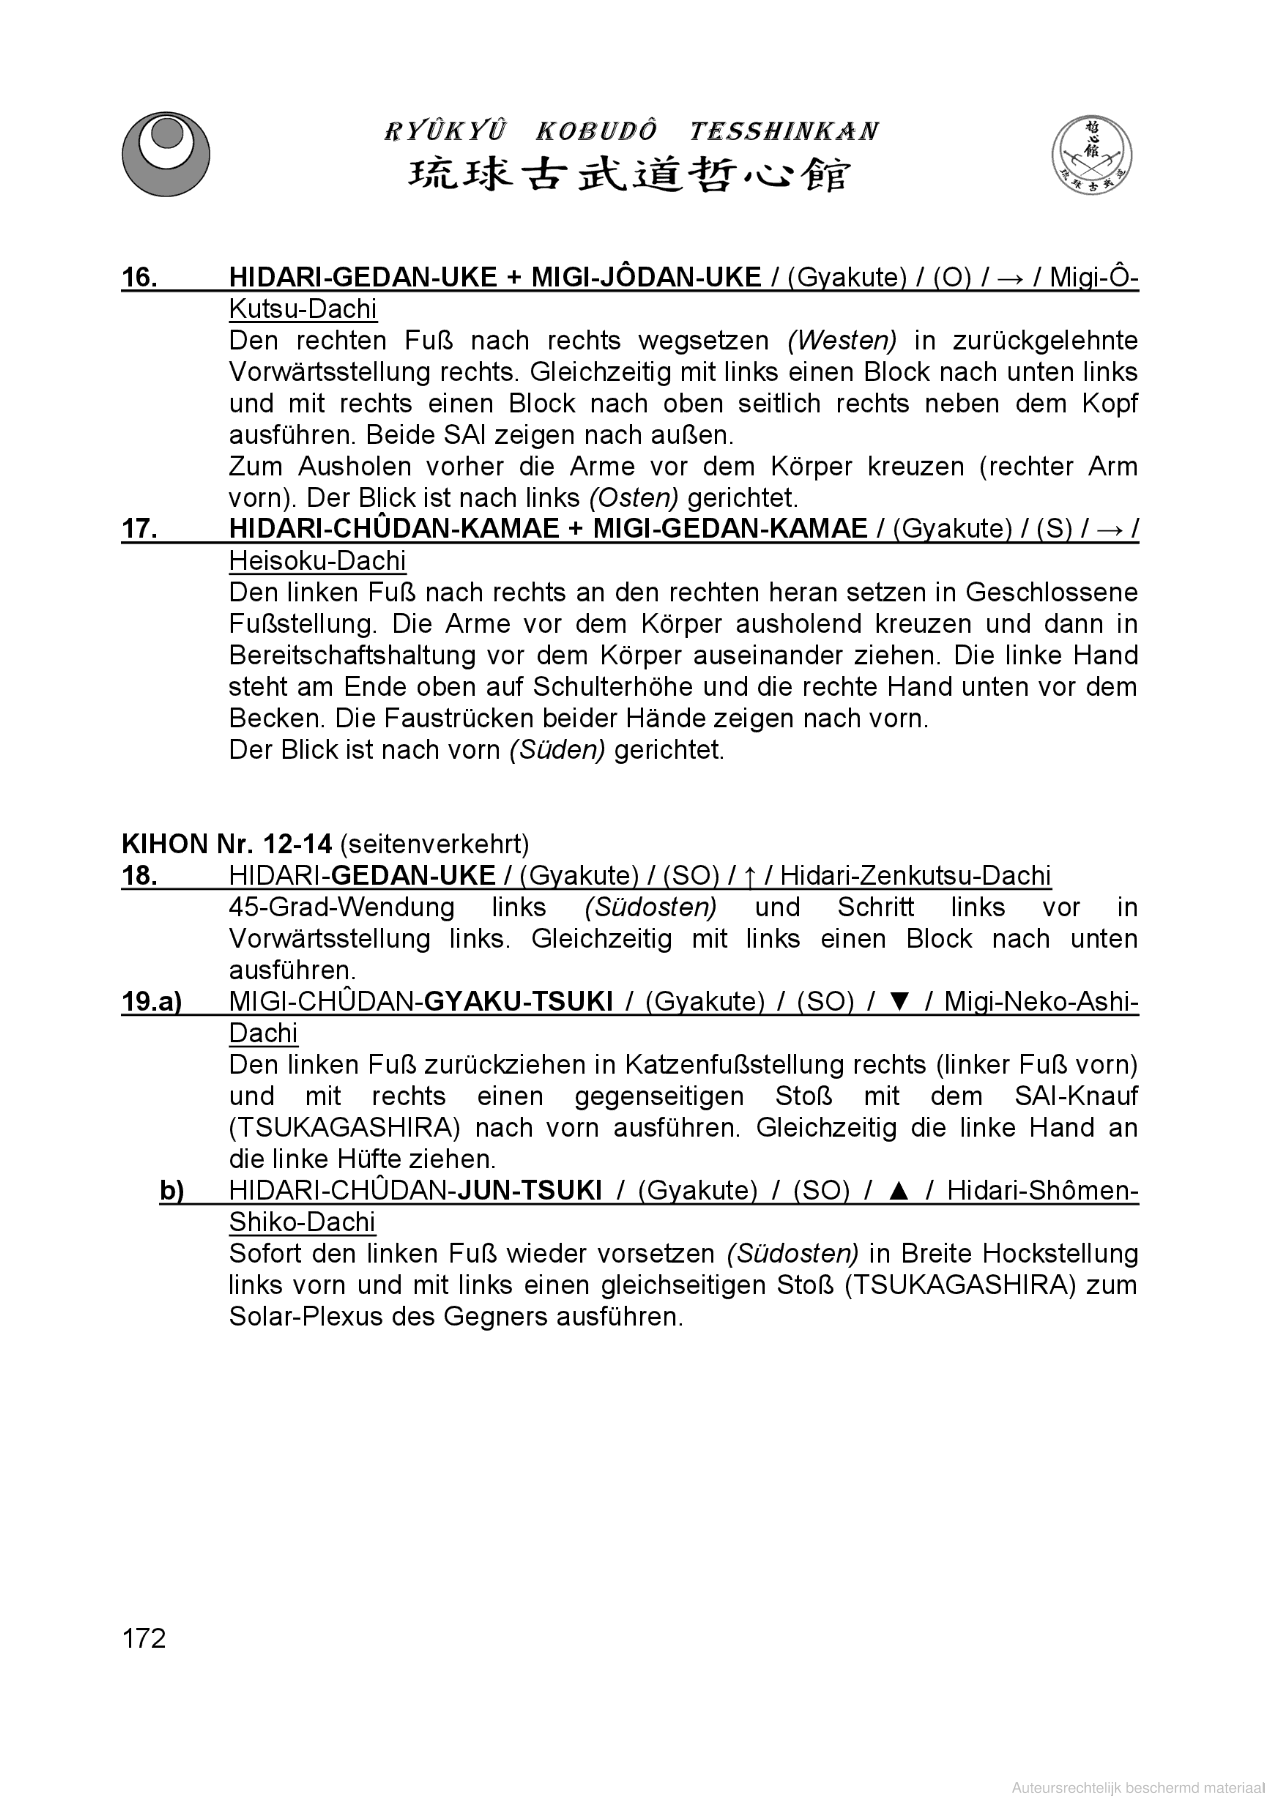 RYÛKYÛ KOBUDÔ TESSHINKAN
琉球古武道哲心館
哲心館
琉球古武道
16. HIDARI-GEDAN-UKE + MIGI-JÔDAN-UKE / (Gyakute) / (O) / → / Migi-Ô-
Kutsu-Dachi
Den rechten Fuß nach rechts wegsetzen (Westen) in zurückgelehnte
Vorwärtsstellung rechts. Gleichzeitig mit links einen Block nach unten links
und mit rechts einen Block nach oben seitlich rechts neben dem Kopf
ausführen. Beide SAI zeigen nach außen.
Zum Ausholen vorher die Arme vor dem Körper kreuzen (rechter Arm
vorn). Der Blick ist nach links (Osten) gerichtet.
17. HIDARI-CHÛDAN-KAMAE + MIGI-GEDAN-KAMAE / (Gyakute) / (S) / → /
Heisoku-Dachi
Den linken Fuß nach rechts an den rechten heran setzen in Geschlossene
Fußstellung. Die Arme vor dem Körper ausholend kreuzen und dann in
Bereitschaftshaltung vor dem Körper auseinander ziehen. Die linke Hand
steht am Ende oben auf Schulterhöhe und die rechte Hand unten vor dem
Becken. Die Faustrücken beider Hände zeigen nach vorn.
Der Blick ist nach vorn (Süden) gerichtet.
KIHON Nr. 12-14 (seitenverkehrt)
18. HIDARI-GEDAN-UKE / (Gyakute) / (SO) / ↑ / Hidari-Zenkutsu-Dachi
45-Grad-Wendung links (Südosten) und Schritt links vor in
Vorwärtsstellung links. Gleichzeitig mit links einen Block nach unten
ausführen.
19.a) MIGI-CHÛDAN-GYAKU-TSUKI / (Gyakute) / (SO) / ▼ / Migi-Neko-Ashi-
Dachi
Den linken Fuß zurückziehen in Katzenfußstellung rechts (linker Fuß vorn)
und mit rechts einen gegenseitigen Stoß mit dem SAI-Knauf
(TSUKAGASHIRA) nach vorn ausführen. Gleichzeitig die linke Hand an
die linke Hüfte ziehen.
b) HIDARI-CHÛDAN-JUN-TSUKI / (Gyakute) / (SO) / ▲ / Hidari-Shômen-
Shiko-Dachi
Sofort den linken Fuß wieder vorsetzen (Südosten) in Breite Hockstellung
links vorn und mit links einen gleichseitigen Stoß (TSUKAGASHIRA) zum
Solar-Plexus des Gegners ausführen.
172
Auteursrechtelijk beschermd materiaal